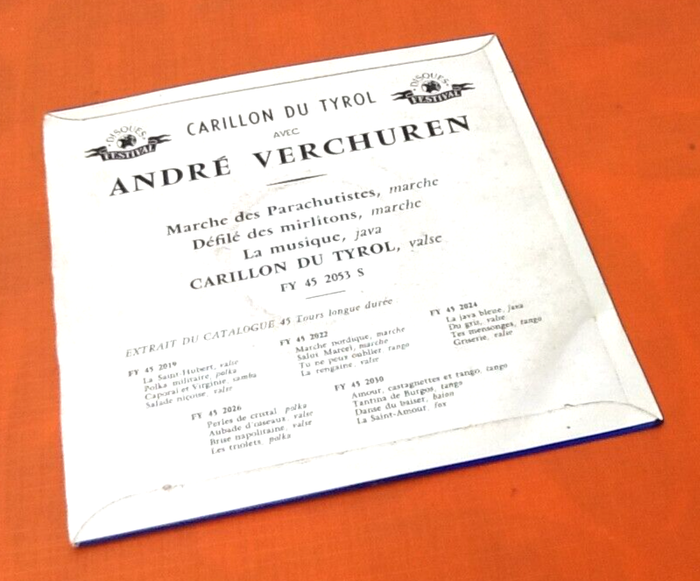 DISQUES FESTIVAL
CARILLON DU TYROL
DISQUES FESTIVAL
AVEC
ANDRÉ VERCHUREN
Marche des Parachutistes, marche
Défilé des mirlitons, marche
La musique, java
CARILLON DU TYROL, valse
FY 45 2053 S
EXTRAIT DU CATALOGUE 45 Tours longue durée
FY 45 2019
La Saint-Hubert, valse
Polka militaire, polka
Caporal et Virginie, samba
Salade niçoise, valse
FY 45 2022
Marche nordique, marche
Salut Marcel, marche
Tu ne peux oublier, tango
La rengaine, valse
FY 45 2024
La java bleue, java
Du gris, valse
Tes mensonges, tango
Griserie, valse
FY 45 2026
Perles de cristal, polka
Aubade d'oiseaux, valse
Brise napolitaine, valse
Les triolets, polka
FY 45 2030
Amour, castagnettes et tango, tango
Tantina de Burgos, tango
Danse du baiser, baïon
La Saint-Amour, fox